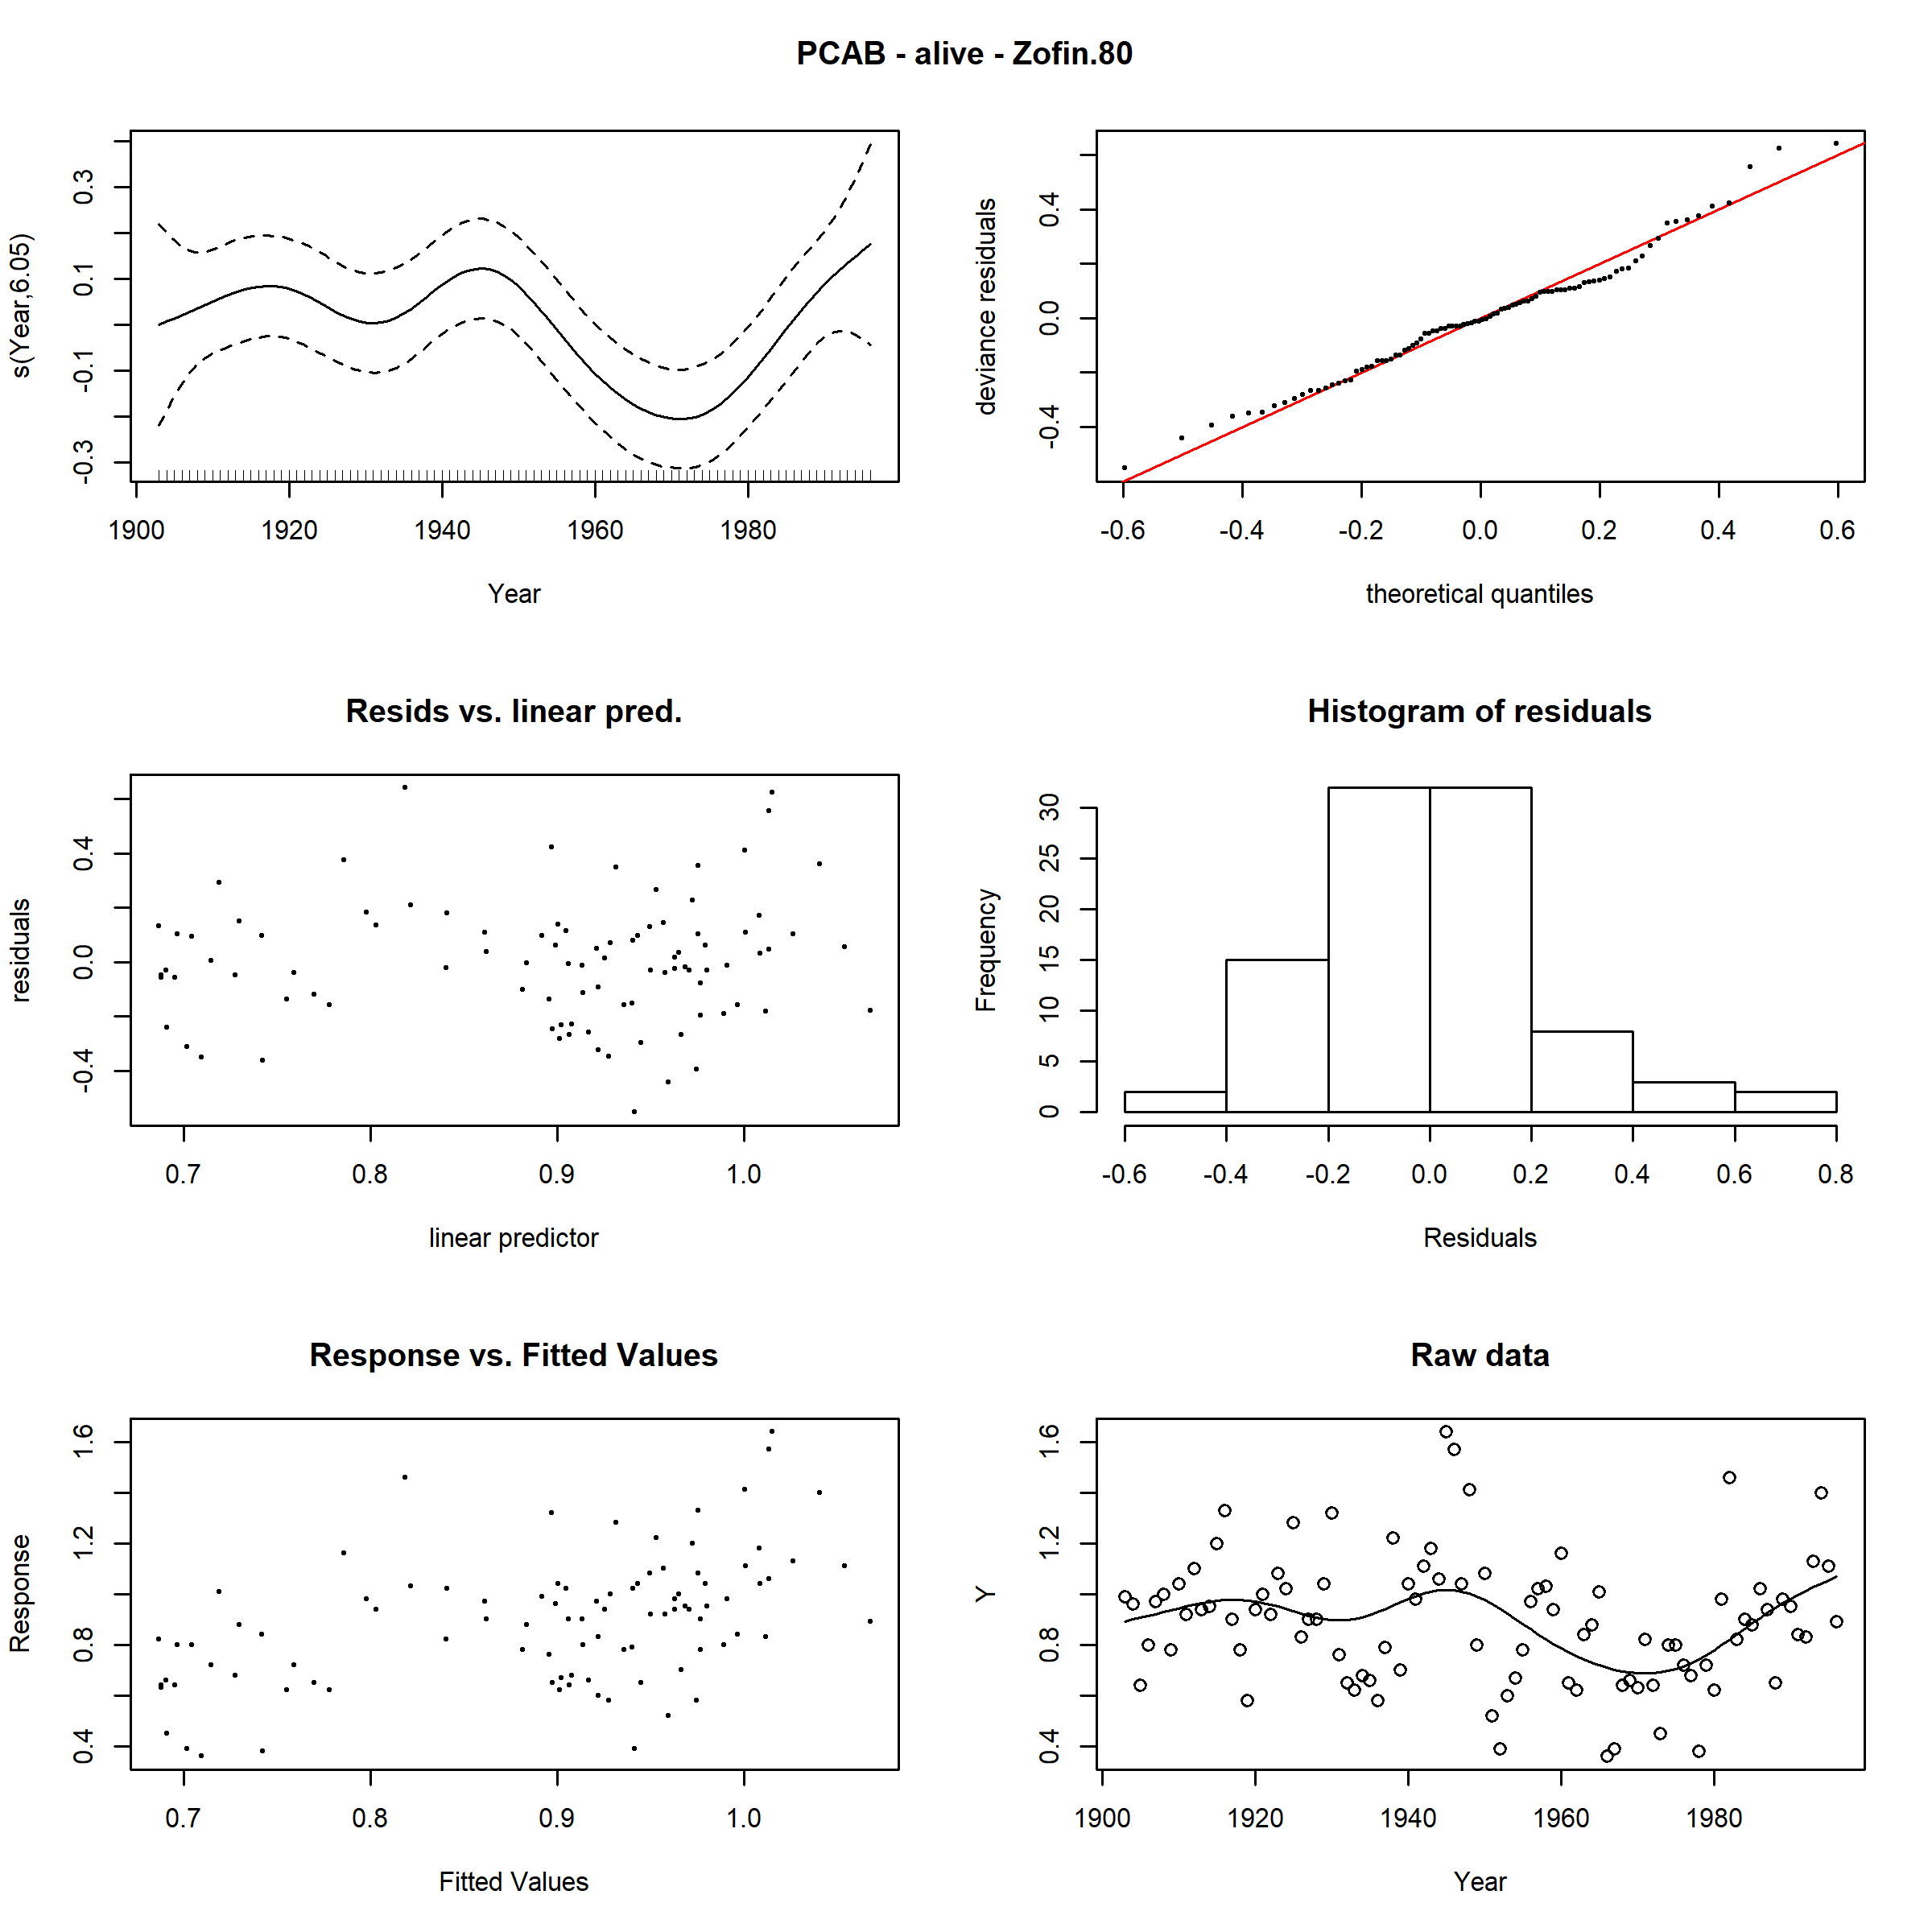 PCAB - alive - Zofin.80
s(Year,6.05)
-0.3 -0.1 0.1 0.3
1900 1920 1940 1960 1980
Year
deviance residuals
-0.4 0.0 0.4
-0.6 -0.4 -0.2 0.0 0.2 0.4 0.6
theoretical quantiles
Resids vs. linear pred.
residuals
-0.4 0.0 0.4
0.7 0.8 0.9 1.0
linear predictor
Histogram of residuals
Frequency
0 5 10 15 20 25 30
-0.6 -0.4 -0.2 0.0 0.2 0.4 0.6 0.8
Residuals
Response vs. Fitted Values
Response
0.4 0.8 1.2 1.6
0.7 0.8 0.9 1.0
Fitted Values
Raw data
Y
0.4 0.8 1.2 1.6
1900 1920 1940 1960 1980
Year